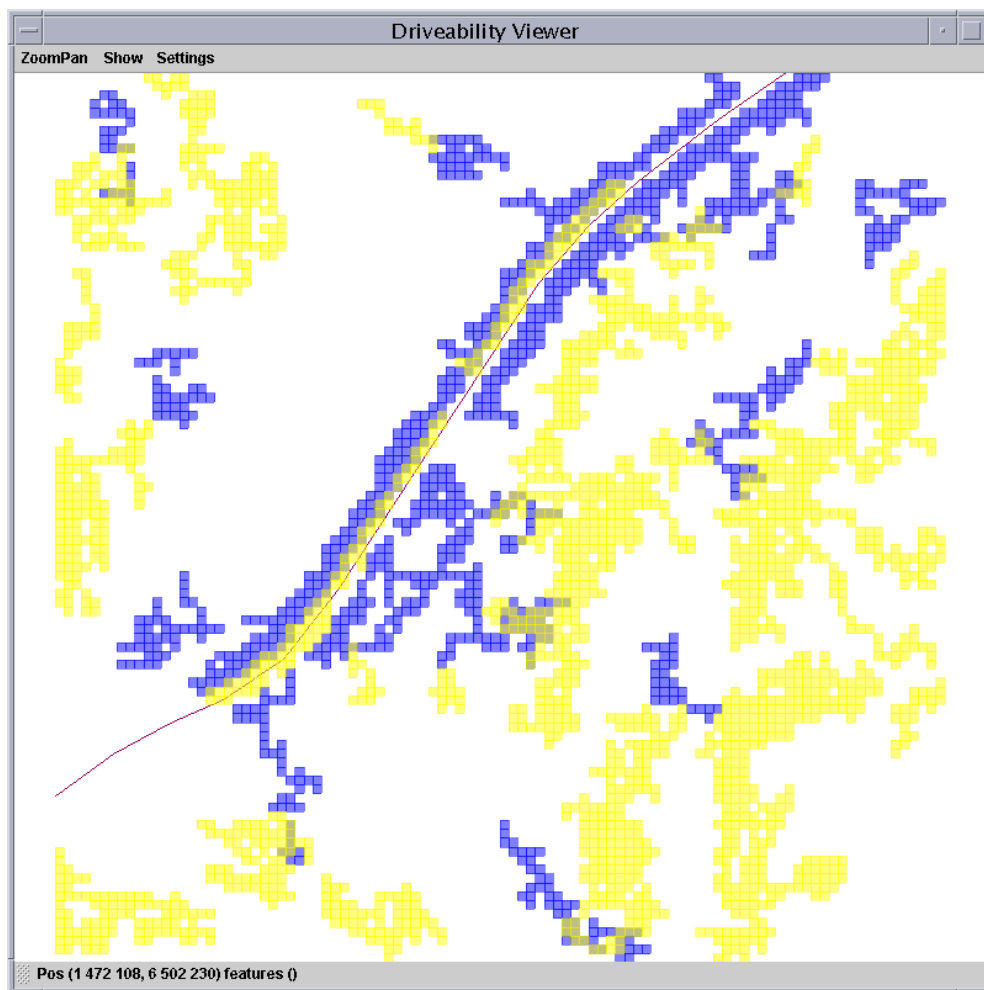 Driveability Viewer
ZoomPan Show Settings
Pos (1 472 108, 6 502 230) features ()